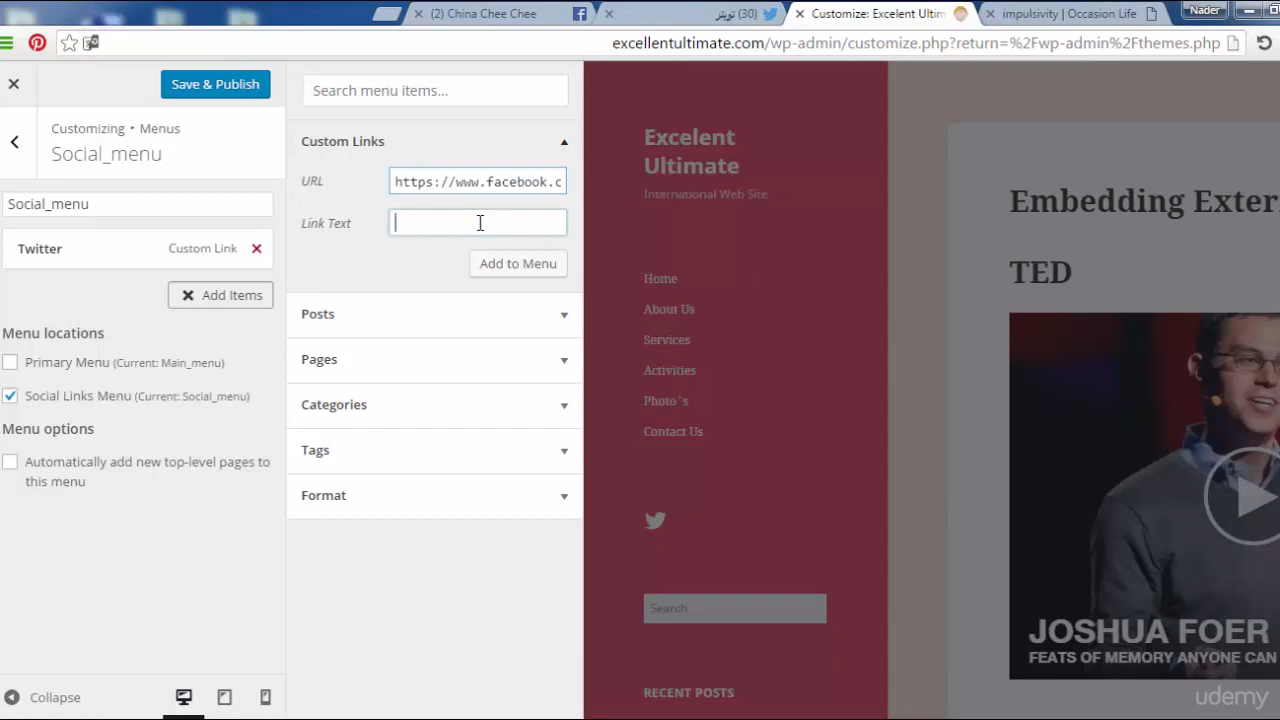 (2) China Chee Chee
(30) تويتر
Customize: Excelent Ultim
impulsivity | Occasion Life
Nader
excellentultimate.com/wp-admin/customize.php?return=%2Fwp-admin%2Fthemes.php
Save & Publish
Customizing • Menus
Social_menu
Social_menu
Twitter
Custom Link
Add Items
Menu locations
Primary Menu (Current: Main_menu)
Social Links Menu (Current: Social_menu)
Menu options
Automatically add new top-level pages to
this menu
Collapse
Search menu items...
Custom Links
URL
https://www.facebook.c
Link Text
Add to Menu
Posts
Pages
Categories
Tags
Format
Excelent
Ultimate
International Web Site
Home
About Us
Services
Activities
Photo´s
Contact Us
Search …
RECENT POSTS
Embedding Exter
TED
JOSHUA FOER
FEATS OF MEMORY ANYONE CAN
udemy